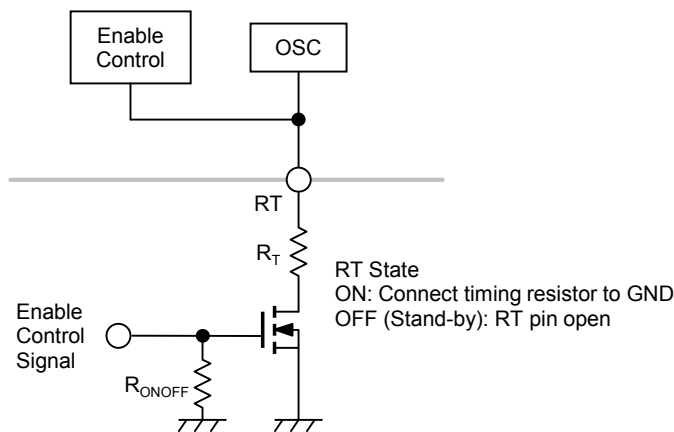 Enable
Control
OSC
RT
RT
RT State
ON: Connect timing resistor to GND
OFF (Stand-by): RT pin open
Enable
Control
Signal
RONOFF